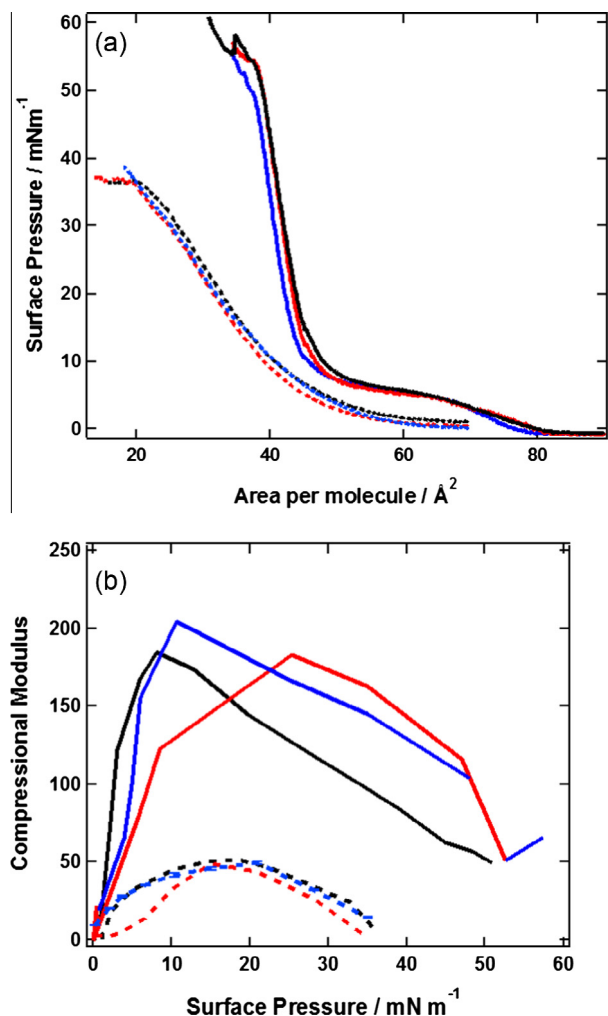 (a)
60
50
40
30
20
10
0
Surface Pressure / mNm⁻¹
20 40 60 80
Area per molecule / Å²
(b)
250
200
150
100
50
0
Compressional Modulus
0 10 20 30 40 50 60
Surface Pressure / mN m⁻¹